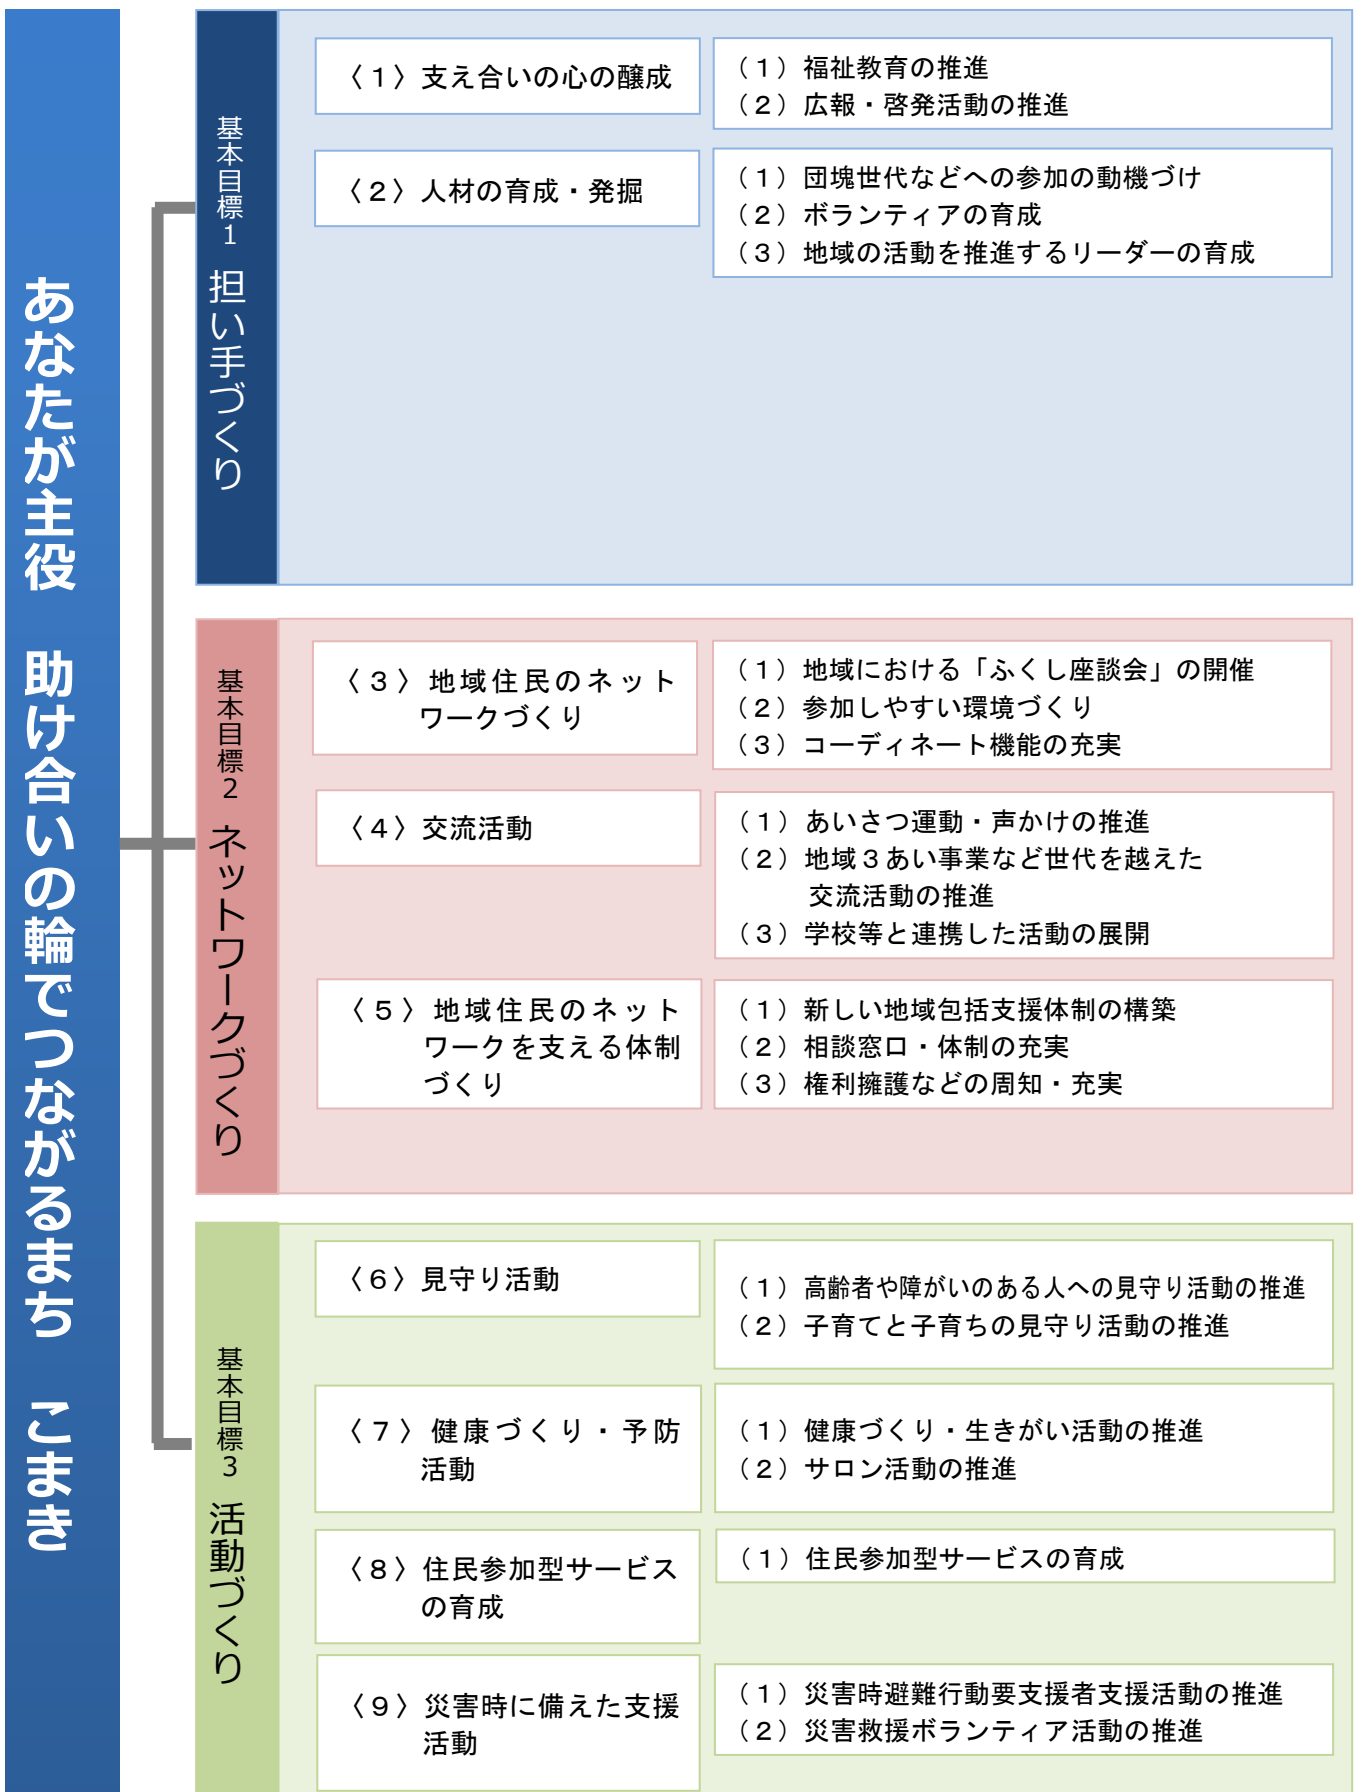 あなたが主役　助け合いの輪でつながるまち　こまき
基本目標1　担い手づくり
〈1〉支え合いの心の醸成
（1）福祉教育の推進
（2）広報・啓発活動の推進
〈2〉人材の育成・発掘
（1）団塊世代などへの参加の動機づけ
（2）ボランティアの育成
（3）地域の活動を推進するリーダーの育成
基本目標2　ネットワークづくり
〈3〉地域住民のネット
ワークづくり
（1）地域における「ふくし座談会」の開催
（2）参加しやすい環境づくり
（3）コーディネート機能の充実
〈4〉交流活動
（1）あいさつ運動・声かけの推進
（2）地域３あい事業など世代を越えた
交流活動の推進
（3）学校等と連携した活動の展開
〈5〉地域住民のネット
ワークを支える体制
づくり
（1）新しい地域包括支援体制の構築
（2）相談窓口・体制の充実
（3）権利擁護などの周知・充実
基本目標3　活動づくり
〈6〉見守り活動
（1）高齢者や障がいのある人への見守り活動の推進
（2）子育てと子育ちの見守り活動の推進
〈7〉健康づくり・予防
活動
（1）健康づくり・生きがい活動の推進
（2）サロン活動の推進
〈8〉住民参加型サービス
の育成
（1）住民参加型サービスの育成
〈9〉災害時に備えた支援
活動
（1）災害時避難行動要支援者支援活動の推進
（2）災害救援ボランティア活動の推進